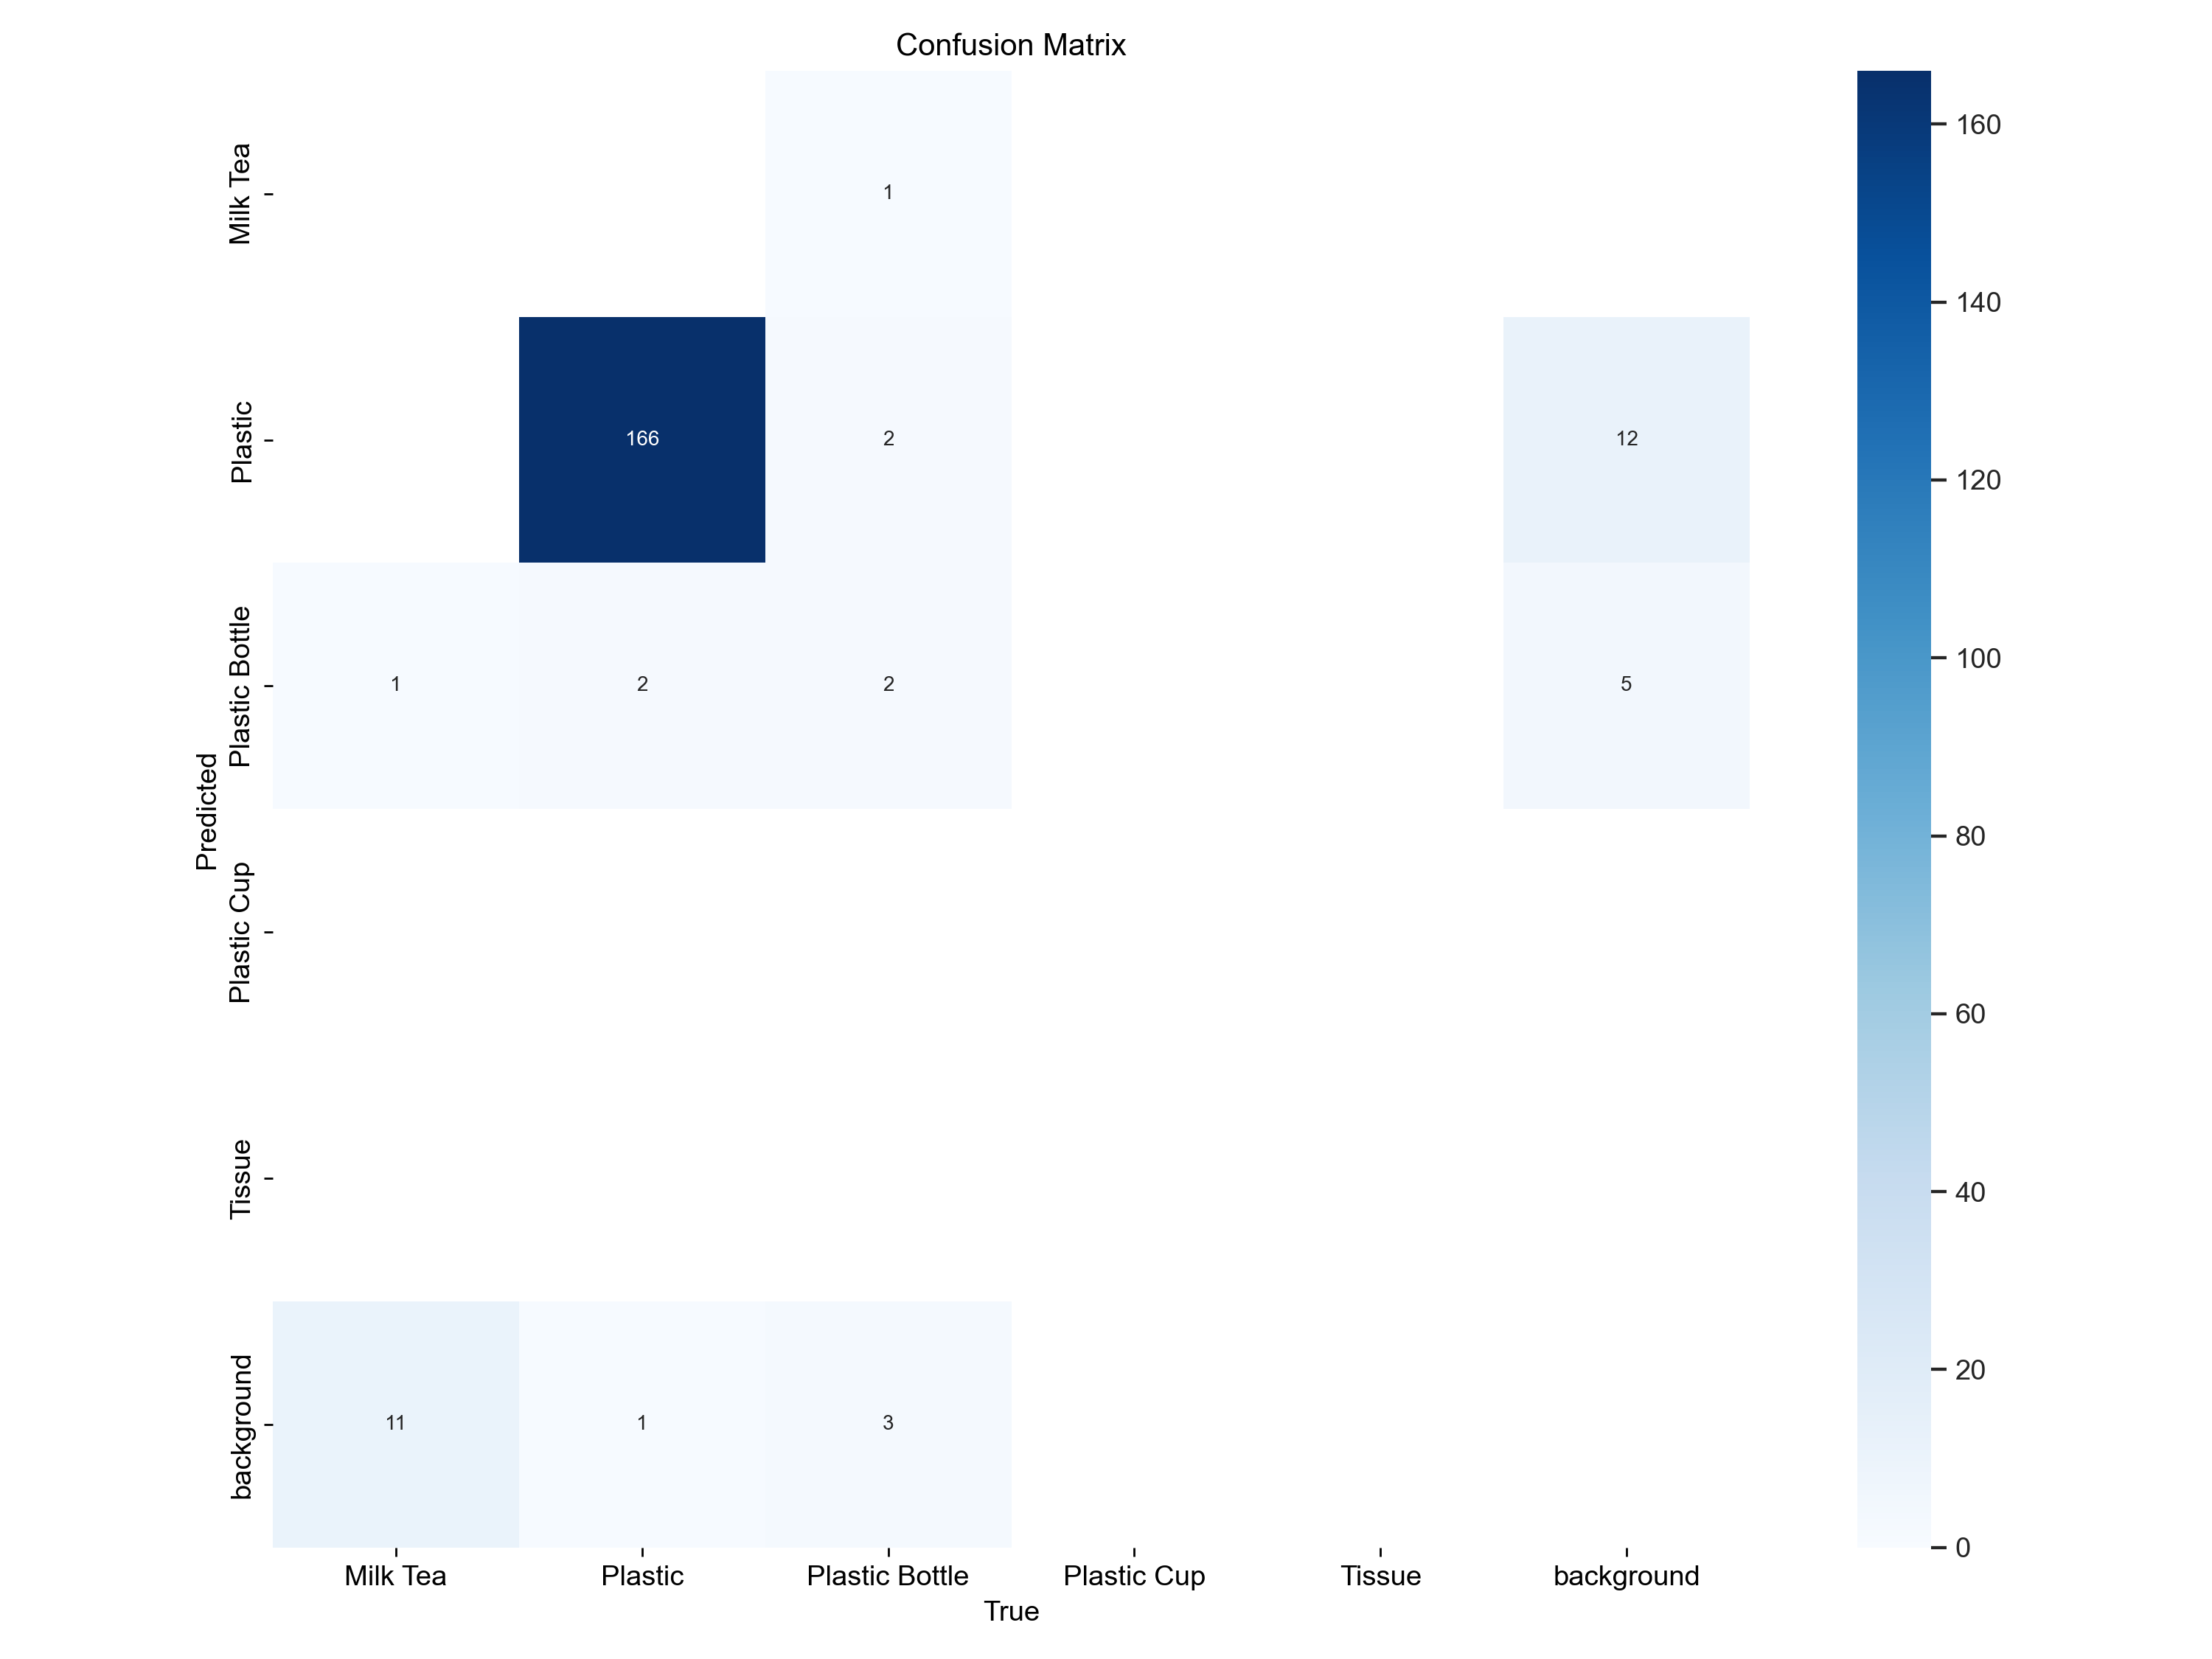 Confusion Matrix
Milk Tea
1
Plastic
166 2 12
Plastic Bottle
1 2 2 5
Plastic Cup
Tissue
background
11 1 3
Predicted
Milk Tea Plastic Plastic Bottle Plastic Cup Tissue background
True
160
140
120
100
80
60
40
20
0